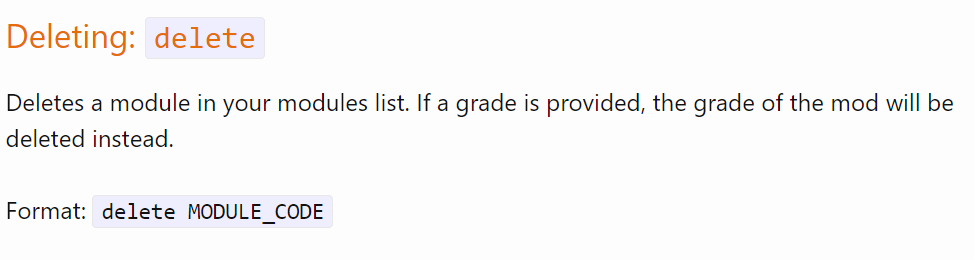 Deleting: delete
Deletes a module in your modules list. If a grade is provided, the grade of the mod will be
deleted instead.
Format: delete MODULE_CODE